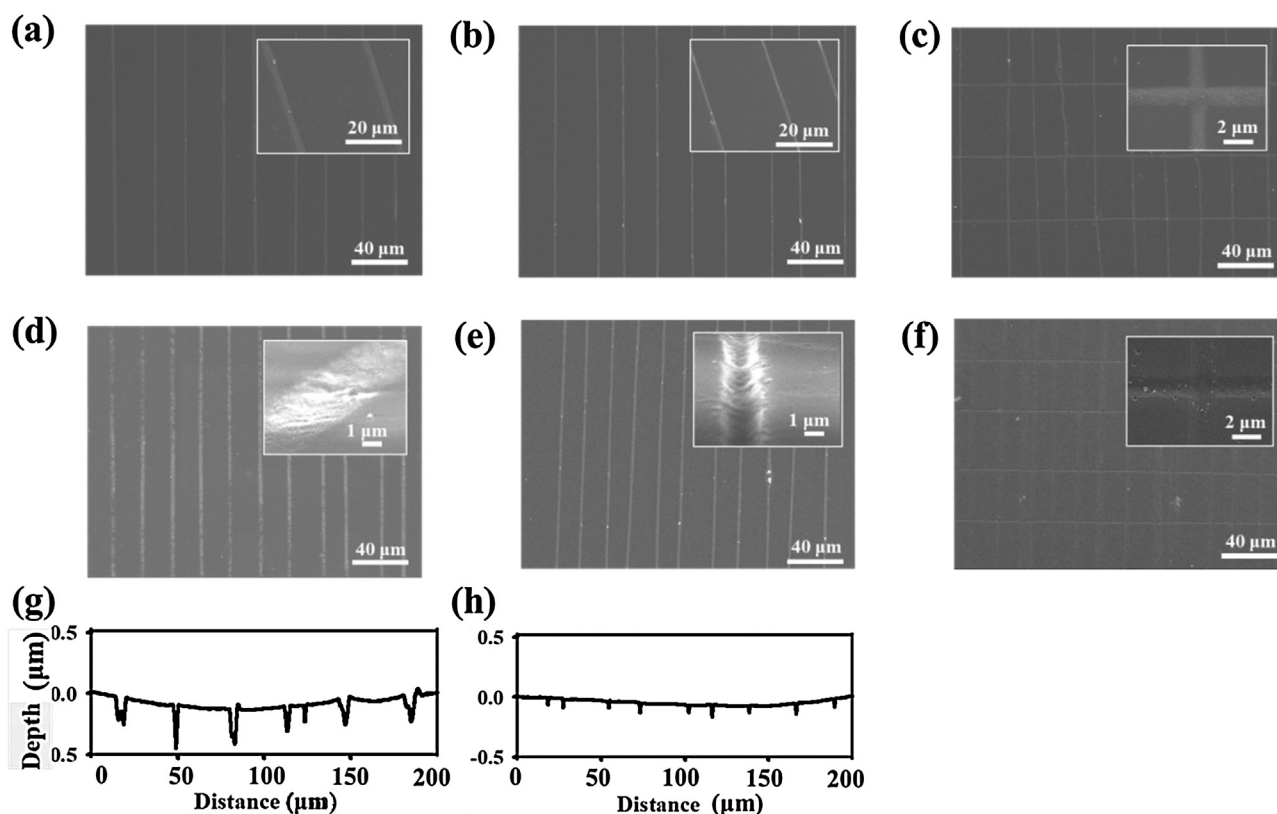 (a)
20 µm
40 µm
(b)
20 µm
40 µm
(c)
2 µm
40 µm
(d)
1 µm
40 µm
(e)
1 µm
40 µm
(f)
2 µm
40 µm
(g)
0.5
0.0
0.5
Depth (µm)
0 50 100 150 200
Distance (µm)
(h)
0.5
0.0
-0.5
0 50 100 150 200
Distance (µm)